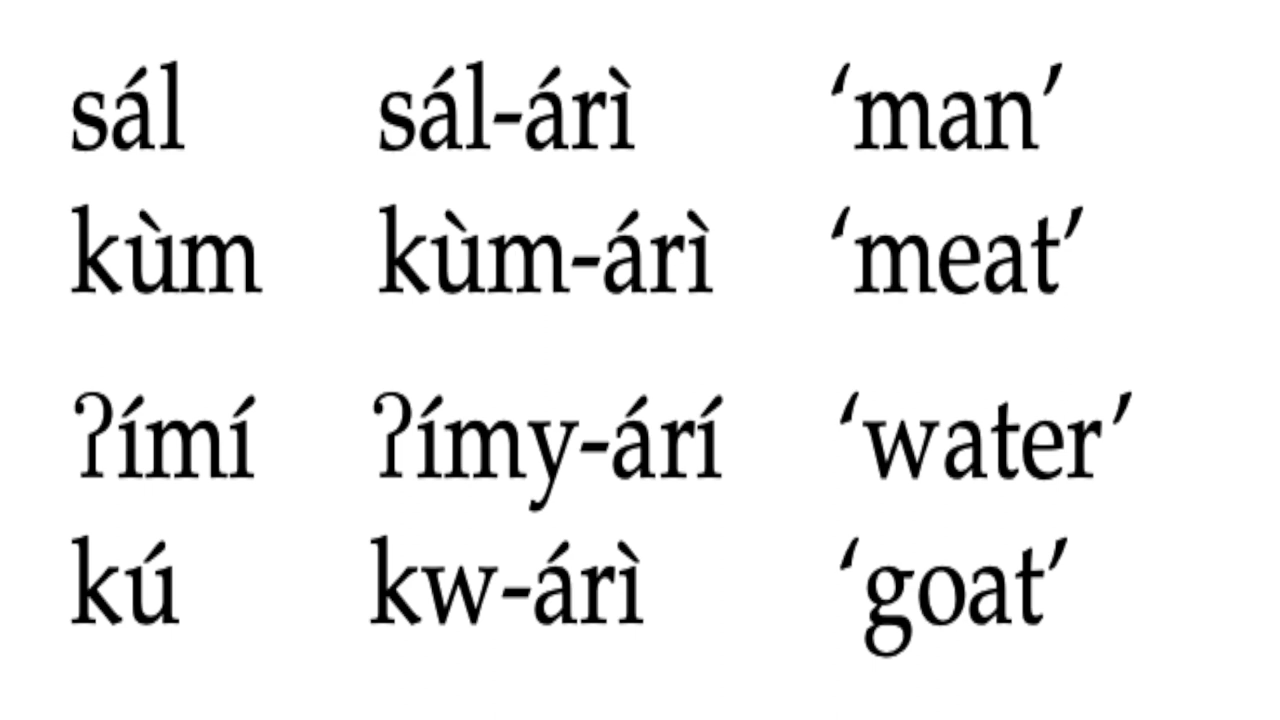 sál sál-árì ‘man’
kùm kùm-árì ‘meat’
ʔímí ʔímy-árí ‘water’
kú kw-árì ‘goat’